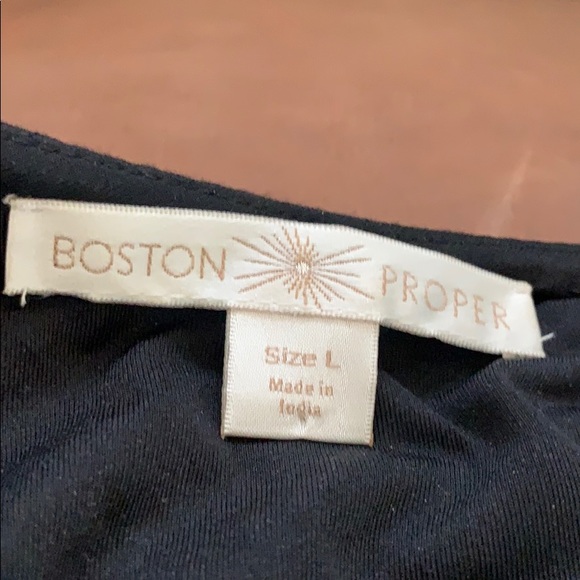 BOSTON PROPER
Size L
Made in
India